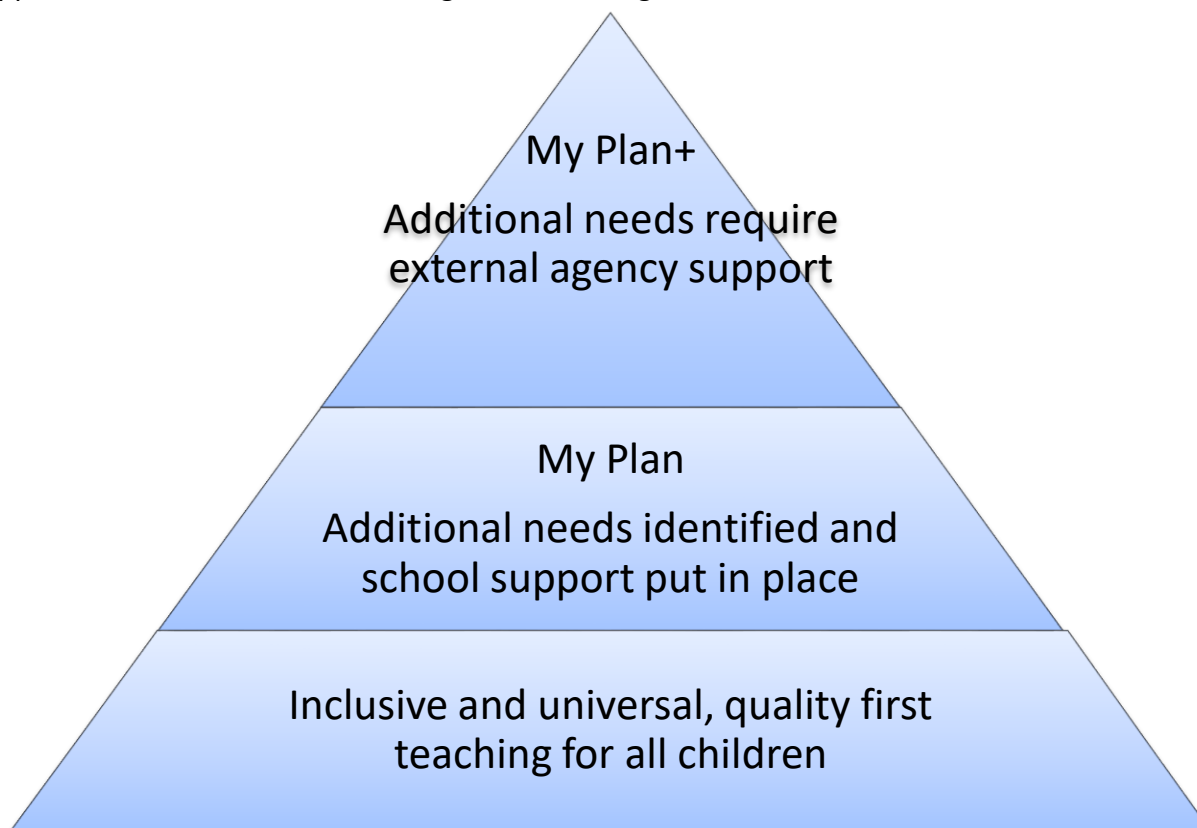 My Plan+
Additional needs require
external agency support
My Plan
Additional needs identified and
school support put in place
Inclusive and universal, quality first
teaching for all children